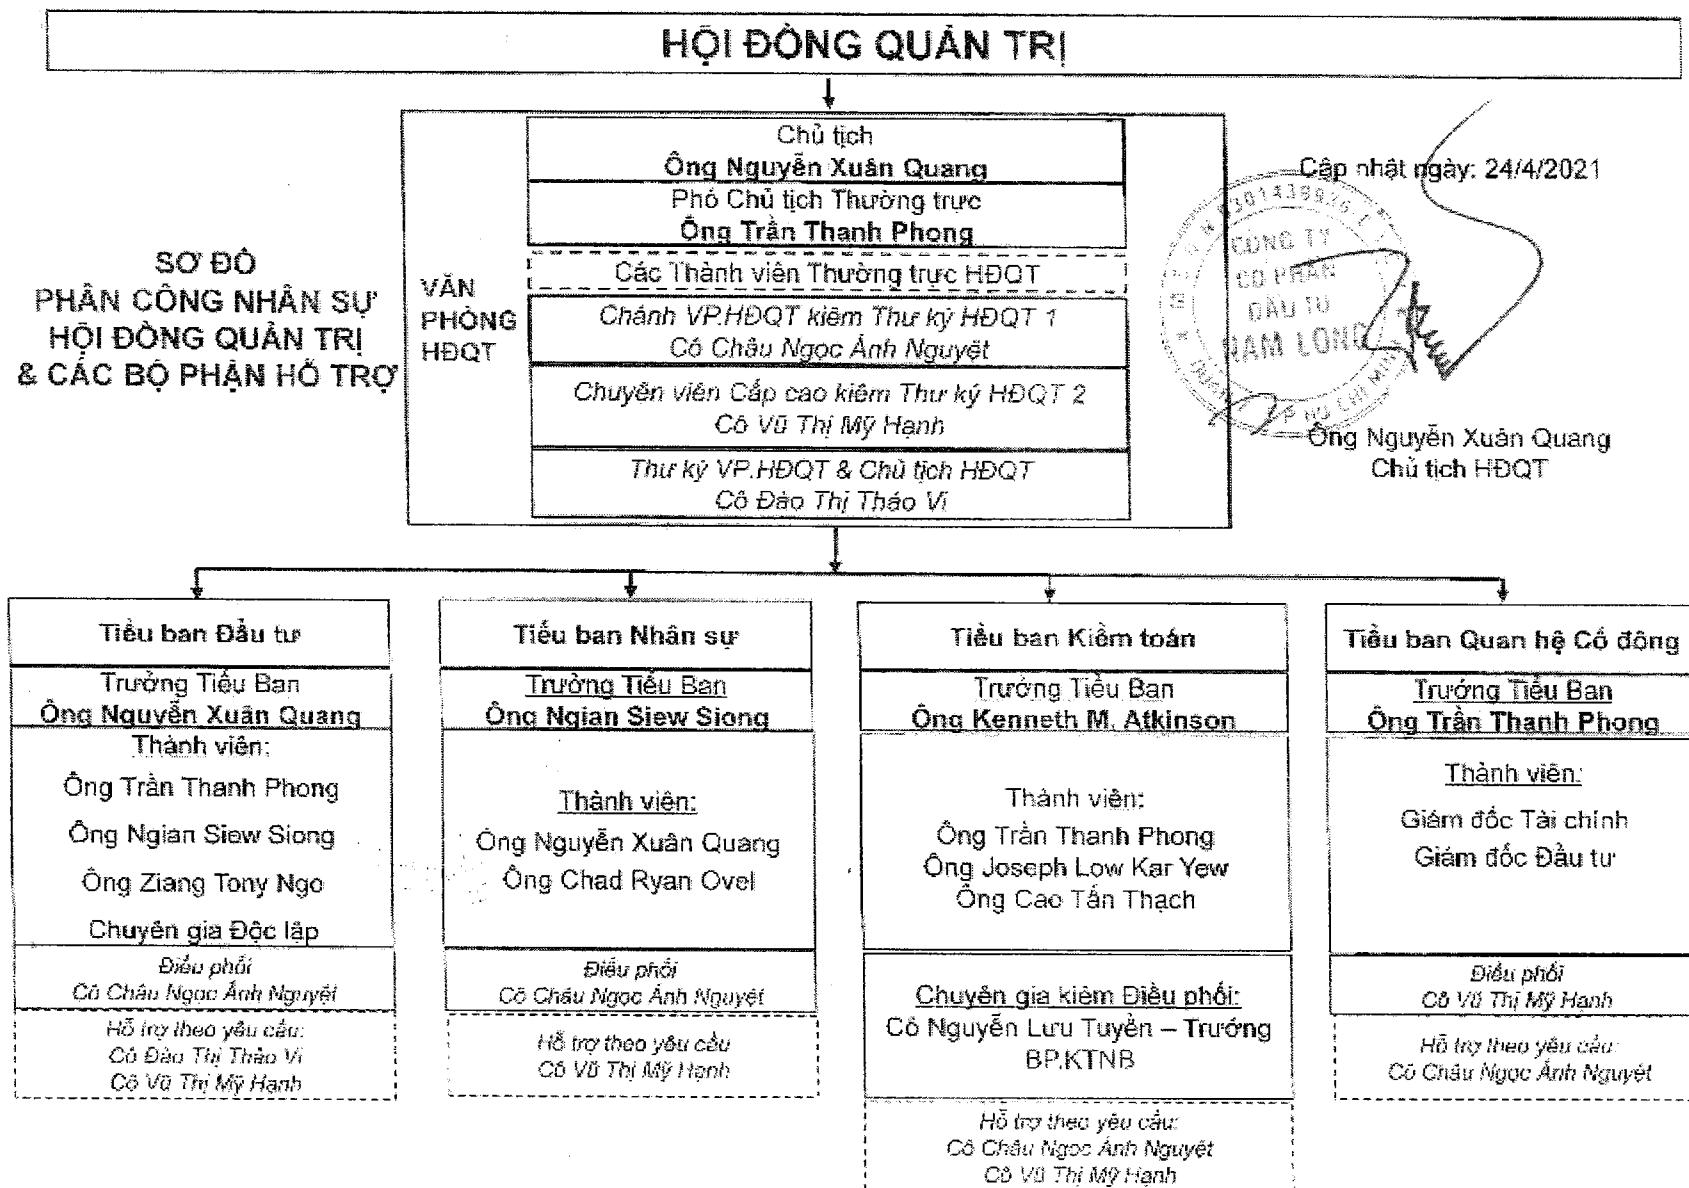 HỘI ĐỒNG QUẢN TRỊ
Chủ tịch
Ông Nguyễn Xuân Quang
Phó Chủ tịch Thường trực
Ông Trần Thanh Phong
Các Thành viên Thường trực HĐQT
Chánh VP.HĐQT kiêm Thư ký HĐQT 1
Cô Châu Ngọc Ánh Nguyệt
Chuyên viên Cấp cao kiêm Thư ký HĐQT 2
Cô Vũ Thị Mỹ Hạnh
Thư ký VP.HĐQT & Chủ tịch HĐQT
Cô Đào Thị Thảo Vi
VĂN
PHÒNG
HĐQT
SƠ ĐỒ
PHÂN CÔNG NHÂN SỰ
HỘI ĐỒNG QUẢN TRỊ
& CÁC BỘ PHẬN HỖ TRỢ
Cập nhật ngày: 24/4/2021
CÔNG TY
CỔ PHẦN
ĐẦU TƯ
NAM LONG
Ông Nguyễn Xuân Quang
Chủ tịch HĐQT
Tiểu ban Đầu tư
Trưởng Tiểu Ban
Ông Nguyễn Xuân Quang
Thành viên:
Ông Trần Thanh Phong
Ông Ngian Siew Siong
Ông Ziang Tony Ngo
Chuyên gia Độc lập
Điều phối
Cô Châu Ngọc Ánh Nguyệt
Hỗ trợ theo yêu cầu:
Cô Đào Thị Thảo Vi
Cô Vũ Thị Mỹ Hạnh
Tiểu ban Nhân sự
Trưởng Tiểu Ban
Ông Ngian Siew Siong
Thành viên:
Ông Nguyễn Xuân Quang
Ông Chad Ryan Ovel
Điều phối
Cô Châu Ngọc Ánh Nguyệt
Hỗ trợ theo yêu cầu
Cô Vũ Thị Mỹ Hạnh
Tiểu ban Kiểm toán
Trưởng Tiểu Ban
Ông Kenneth M. Atkinson
Thành viên:
Ông Trần Thanh Phong
Ông Joseph Low Kar Yew
Ông Cao Tấn Thạch
Chuyên gia kiêm Điều phối:
Cô Nguyễn Lưu Tuyển – Trưởng
BP.KTNB
Hỗ trợ theo yêu cầu:
Cô Châu Ngọc Ánh Nguyệt
Cô Vũ Thị Mỹ Hạnh
Tiểu ban Quan hệ Cổ đông
Trưởng Tiểu Ban
Ông Trần Thanh Phong
Thành viên:
Giám đốc Tài chính
Giám đốc Đầu tư
Điều phối
Cô Vũ Thị Mỹ Hạnh
Hỗ trợ theo yêu cầu:
Cô Châu Ngọc Ánh Nguyệt